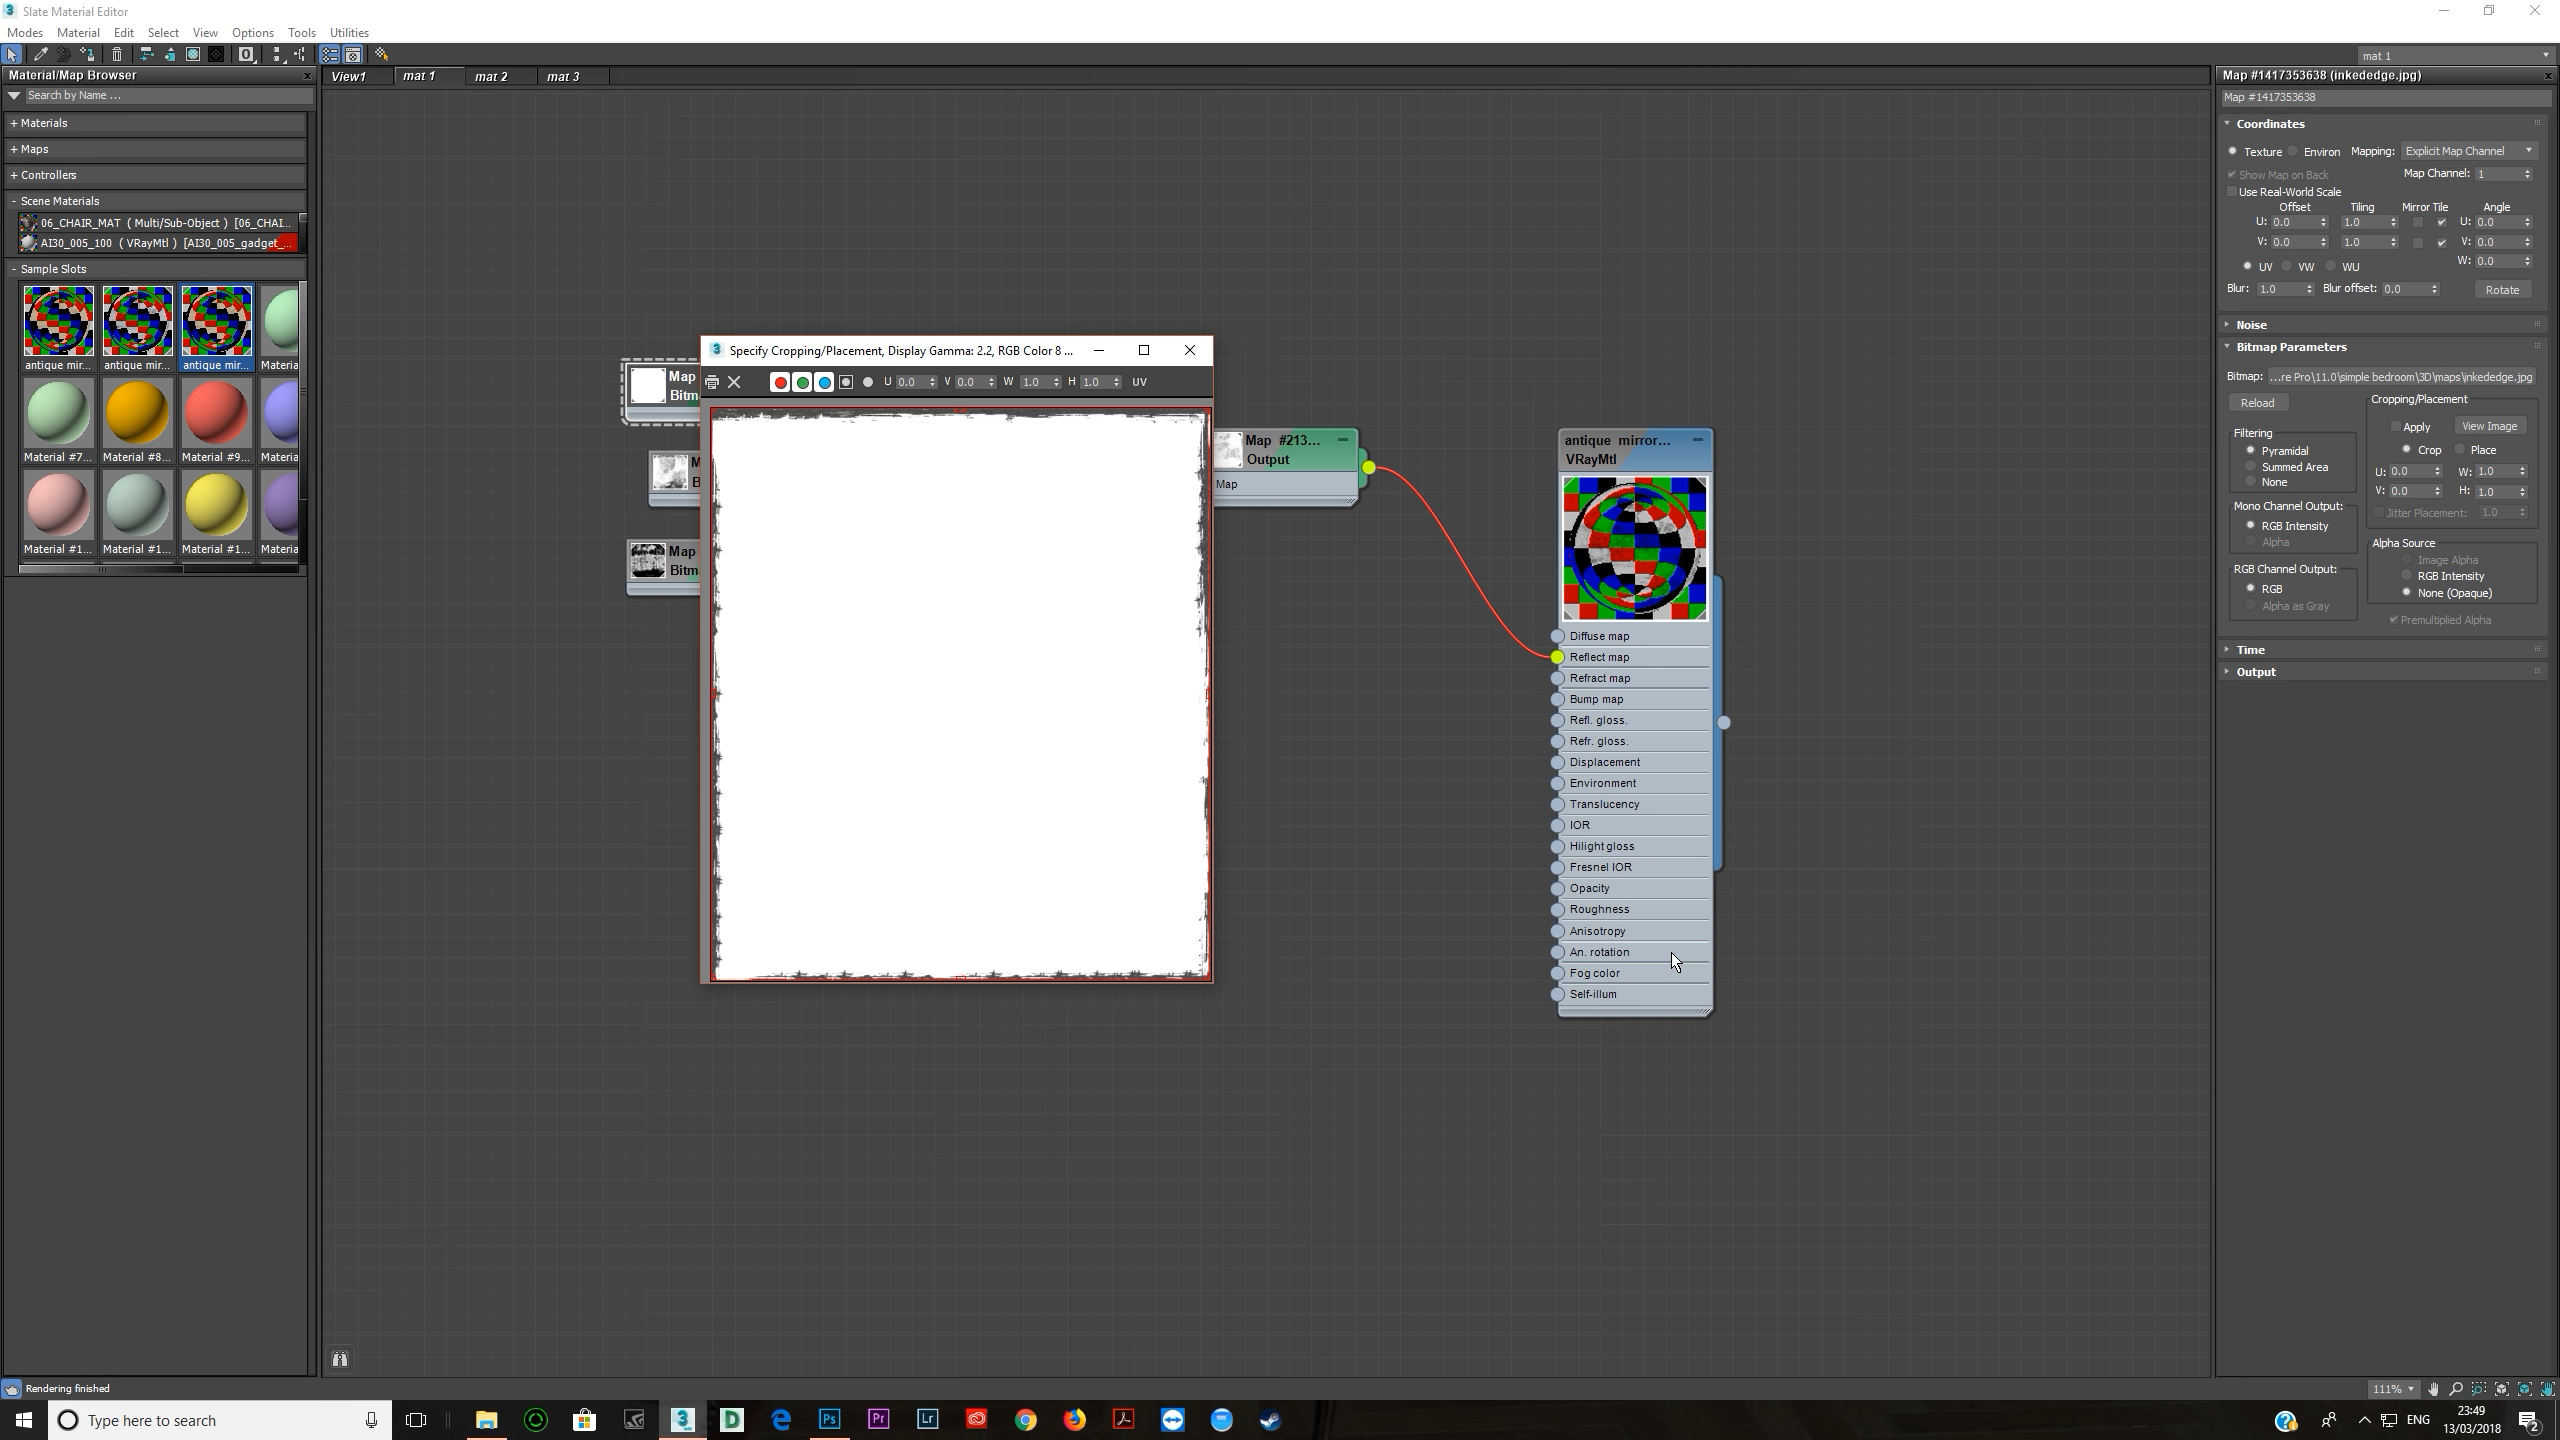 Slate Material Editor
Modes Material Edit Select View Options Tools Utilities
mat 1
Material/Map Browser
Search by Name ...
+ Materials
+ Maps
+ Controllers
- Scene Materials
06_CHAIR_MAT ( Multi/Sub-Object ) [06_CHAI...
AI30_005_100 ( VRayMtl ) [AI30_005_gadget_...
- Sample Slots
antique mir... antique mir... antique mir... Materia
Material #7... Material #8... Material #9... Materia
Material #1... Material #1... Material #1... Materia
View1 mat 1 mat 2 mat 3
Map
Bitm
M
B
Map
Bitm
Specify Cropping/Placement, Display Gamma: 2.2, RGB Color 8 ...
U 0.0 V 0.0 W 1.0 H 1.0 UV
Map #213...
Output
Map
antique mirror...
VRayMtl
Diffuse map
Reflect map
Refract map
Bump map
Refl. gloss.
Refr. gloss.
Displacement
Environment
Translucency
IOR
Hilight gloss
Fresnel IOR
Opacity
Roughness
Anisotropy
An. rotation
Fog color
Self-illum
Map #1417353638 (inkededge.jpg)
Map #1417353638
Coordinates
Texture Environ Mapping: Explicit Map Channel
Show Map on Back Map Channel: 1
Use Real-World Scale
Offset Tiling Mirror Tile Angle
U: 0.0 1.0 U: 0.0
V: 0.0 1.0 V: 0.0
W: 0.0
UV VW WU
Blur: 1.0 Blur offset: 0.0 Rotate
Noise
Bitmap Parameters
Bitmap: ...re Pro\11.0\simple bedroom\3D\maps\inkededge.jpg
Reload
Cropping/Placement
Apply View Image
Crop Place
U: 0.0 W: 1.0
V: 0.0 H: 1.0
Jitter Placement: 1.0
Filtering
Pyramidal
Summed Area
None
Mono Channel Output:
RGB Intensity
Alpha
RGB Channel Output:
RGB
Alpha as Gray
Alpha Source
Image Alpha
RGB Intensity
None (Opaque)
Premultiplied Alpha
Time
Output
Rendering finished
111%
Type here to search
3
D
Ps
Pr
Lr
ENG
23:49
13/03/2018
2